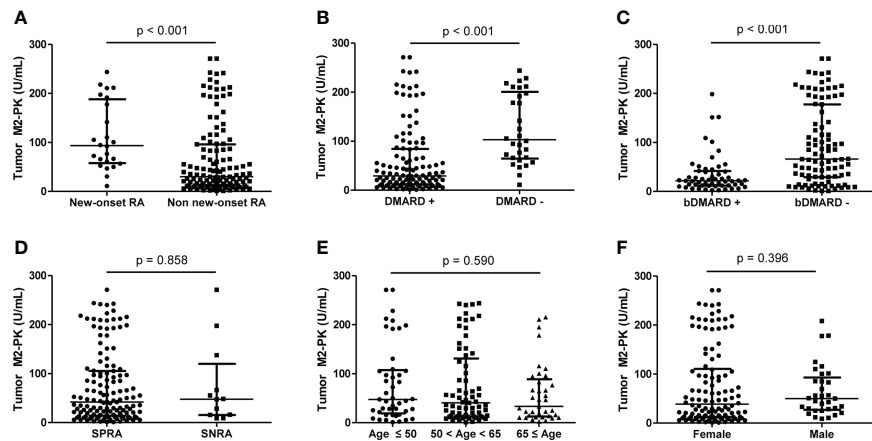 A
p < 0.001
Tumor M2-PK (U/mL)
300
200
100
0
New-onset RA
Non new-onset RA
B
p < 0.001
Tumor M2-PK (U/mL)
300
200
100
0
DMARD +
DMARD -
C
p < 0.001
Tumor M2-PK (U/mL)
300
200
100
0
bDMARD +
bDMARD -
D
p = 0.858
Tumor M2-PK (U/mL)
300
200
100
0
SPRA
SNRA
E
p = 0.590
Tumor M2-PK (U/mL)
300
200
100
0
Age ≤ 50
50 < Age < 65
65 ≤ Age
F
p = 0.396
Tumor M2-PK (U/mL)
300
200
100
0
Female
Male